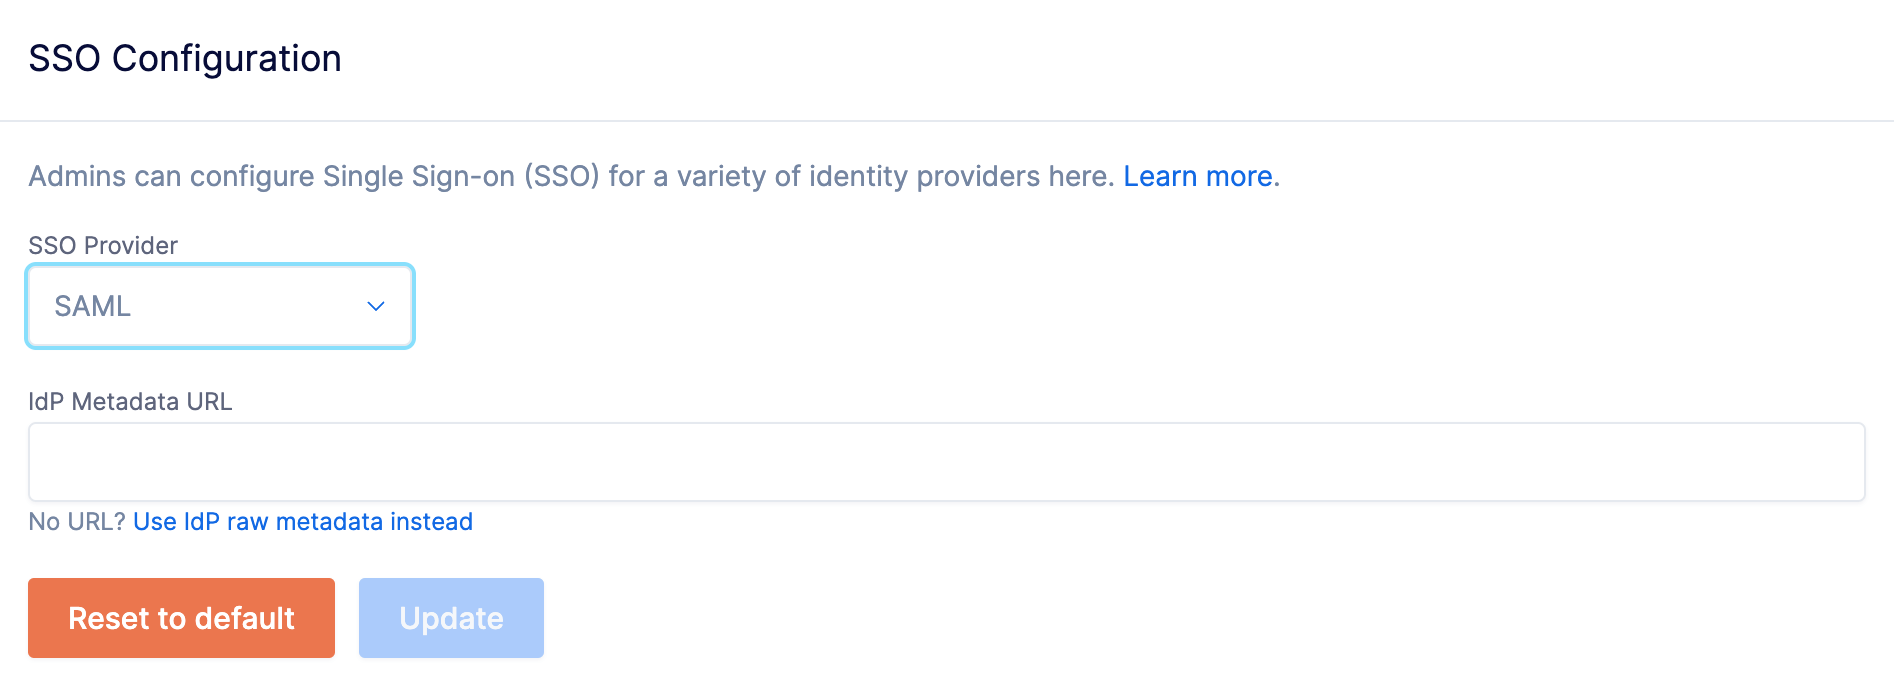 SSO Configuration
Admins can configure Single Sign-on (SSO) for a variety of identity providers here. Learn more.
SSO Provider
SAML
IdP Metadata URL
No URL? Use IdP raw metadata instead
Reset to default
Update